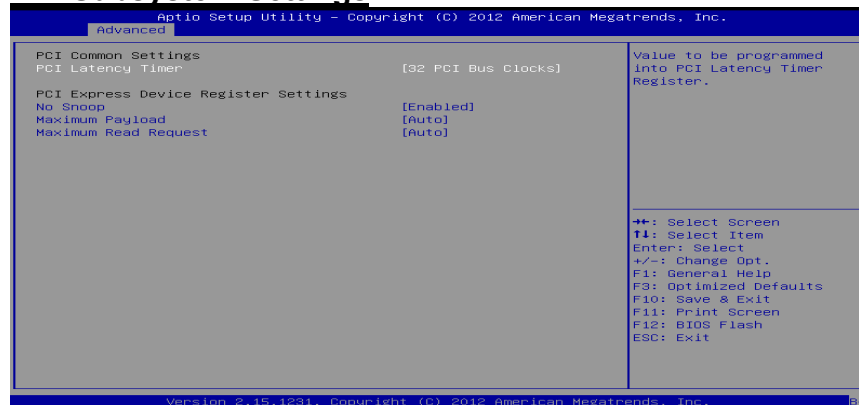 Aptio Setup Utility – Copyright (C) 2012 American Megatrends, Inc.
Advanced
PCI Common Settings
PCI Latency Timer [32 PCI Bus Clocks]
PCI Express Device Register Settings
No Snoop [Enabled]
Maximum Payload [Auto]
Maximum Read Request [Auto]
Value to be programmed
into PCI Latency Timer
Register.
→←: Select Screen
↑↓: Select Item
Enter: Select
+/-: Change Opt.
F1: General Help
F3: Optimized Defaults
F10: Save & Exit
F11: Print Screen
F12: BIOS Flash
ESC: Exit
Version 2.15.1231. Copyright (C) 2012 American Megatrends, Inc.